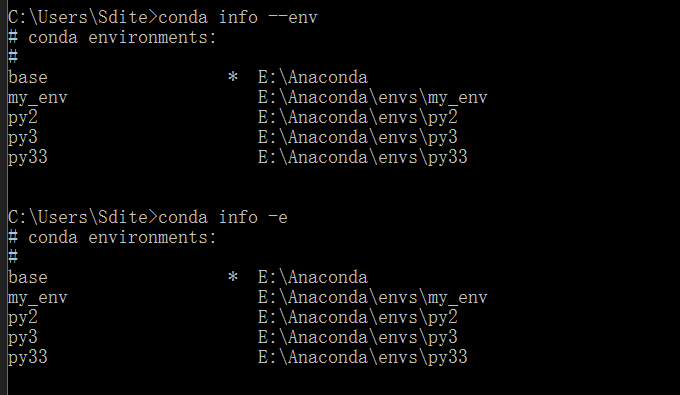 C:\Users\Sdite>conda info --env
# conda environments:
#
base                  *  E:\Anaconda
my_env                   E:\Anaconda\envs\my_env
py2                      E:\Anaconda\envs\py2
py3                      E:\Anaconda\envs\py3
py33                     E:\Anaconda\envs\py33
C:\Users\Sdite>conda info -e
# conda environments:
#
base                  *  E:\Anaconda
my_env                   E:\Anaconda\envs\my_env
py2                      E:\Anaconda\envs\py2
py3                      E:\Anaconda\envs\py3
py33                     E:\Anaconda\envs\py33